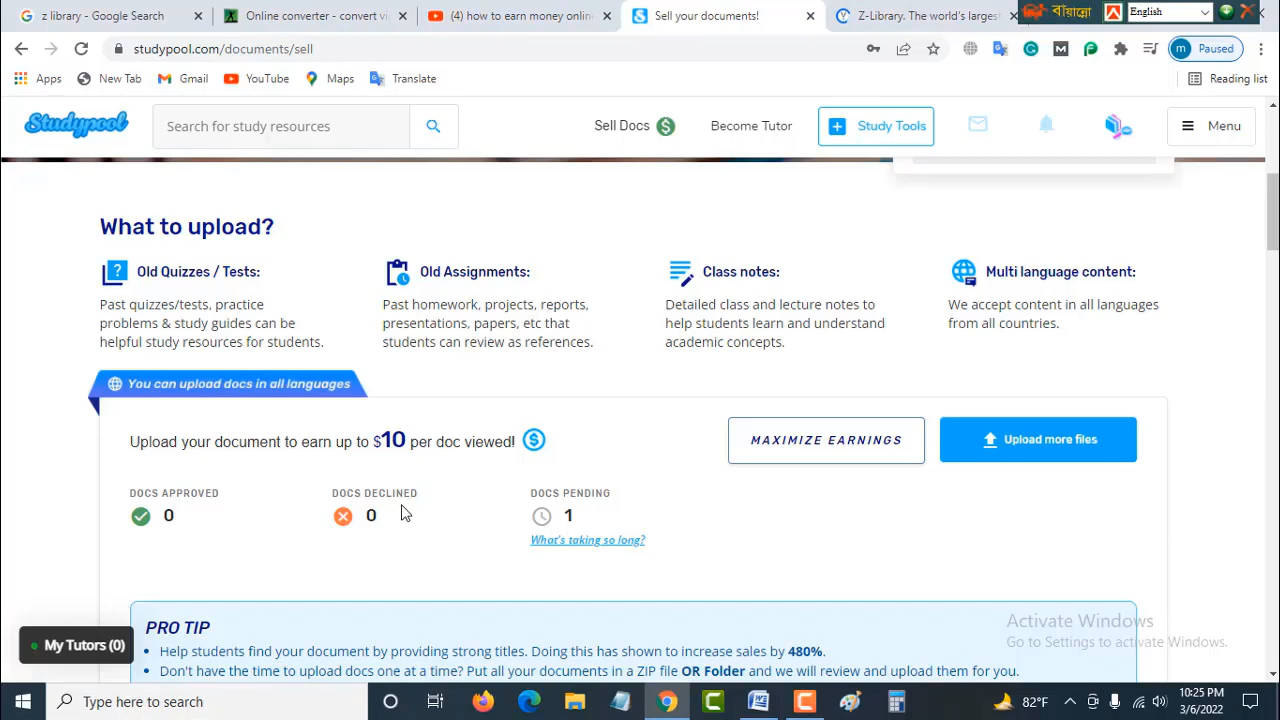 z library - Google Search
Online converter - convert video
(4) how to earn money online
Sell your documents!
Z-Library. The world's largest
বায়ান্নো
English
studypool.com/documents/sell
m Paused
Apps
New Tab
Gmail
YouTube
Maps
Translate
Reading list
Studypool
Search for study resources
Sell Docs
Become Tutor
Study Tools
Menu
What to upload?
Old Quizzes / Tests:
Past quizzes/tests, practice
problems & study guides can be
helpful study resources for students.
Old Assignments:
Past homework, projects, reports,
presentations, papers, etc that
students can review as references.
Class notes:
Detailed class and lecture notes to
help students learn and understand
academic concepts.
Multi language content:
We accept content in all languages
from all countries.
You can upload docs in all languages
Upload your document to earn up to $10 per doc viewed!
MAXIMIZE EARNINGS
Upload more files
DOCS APPROVED
0
DOCS DECLINED
0
DOCS PENDING
1
What's taking so long?
PRO TIP
Help students find your document by providing strong titles. Doing this has shown to increase sales by 480%.
Don't have the time to upload docs one at a time? Put all your documents in a ZIP file OR Folder and we will review and upload them for you.
My Tutors (0)
Activate Windows
Go to Settings to activate Windows.
Type here to search
82°F
10:25 PM
3/6/2022